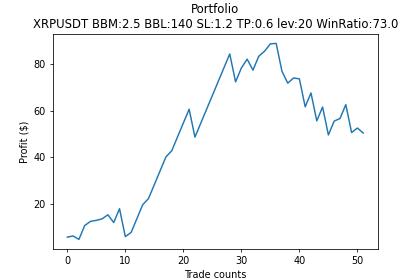 Portfolio
XRPUSDT BBM:2.5 BBL:140 SL:1.2 TP:0.6 lev:20 WinRatio:73.0
80
60
40
20
Profit ($)
0 10 20 30 40 50
Trade counts